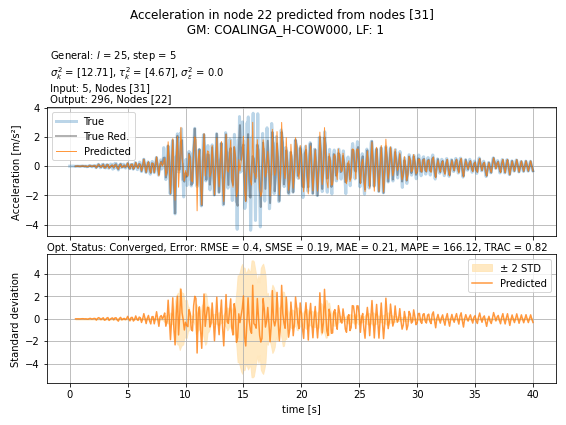 Acceleration in node 22 predicted from nodes [31]
GM: COALINGA_H-COW000, LF: 1
General: l = 25, step = 5
σ²ₖ = [12.71], τ²ₖ = [4.67], σ²ε = 0.0
Input: 5, Nodes [31]
Output: 296, Nodes [22]
Acceleration [m/s²]
4
2
0
−2
−4
True
True Red.
Predicted
Opt. Status: Converged, Error: RMSE = 0.4, SMSE = 0.19, MAE = 0.21, MAPE = 166.12, TRAC = 0.82
Standard deviation
4
2
0
−2
−4
± 2 STD
Predicted
0 5 10 15 20 25 30 35 40
time [s]